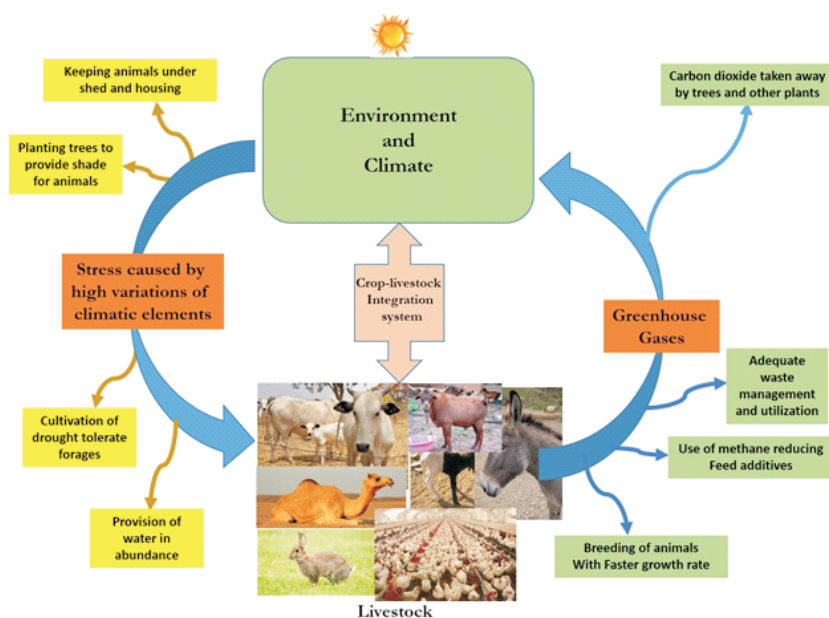 Keeping animals under
shed and housing
Planting trees to
provide shade
for animals
Environment
and
Climate
Carbon dioxide taken away
by trees and other plants
Stress caused by
high variations of
climatic elements
Crop-livestock
Integration
system
Greenhouse
Gases
Cultivation of
drought tolerate
forages
Provision of
water in
abundance
Adequate
waste
management
and utilization
Use of methane reducing
Feed additives
Breeding of animals
With Faster growth rate
Livestock